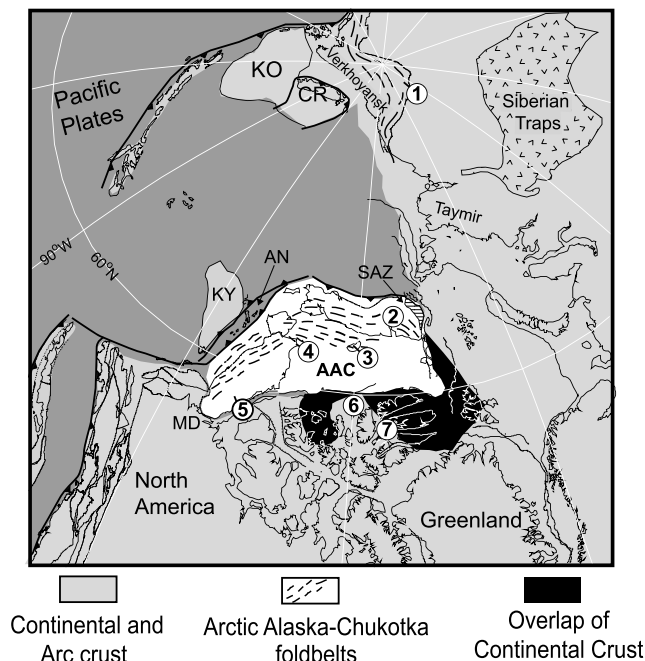 KO
CR
Verkhoyansk
1
Pacific
Plates
Siberian
Traps
Taymir
90°W
60°N
AN
SAZ
KY
2
4
3
AAC
MD
5
6
7
North
America
Greenland
Continental and
Arc crust
Arctic Alaska-Chukotka
foldbelts
Overlap of
Continental Crust